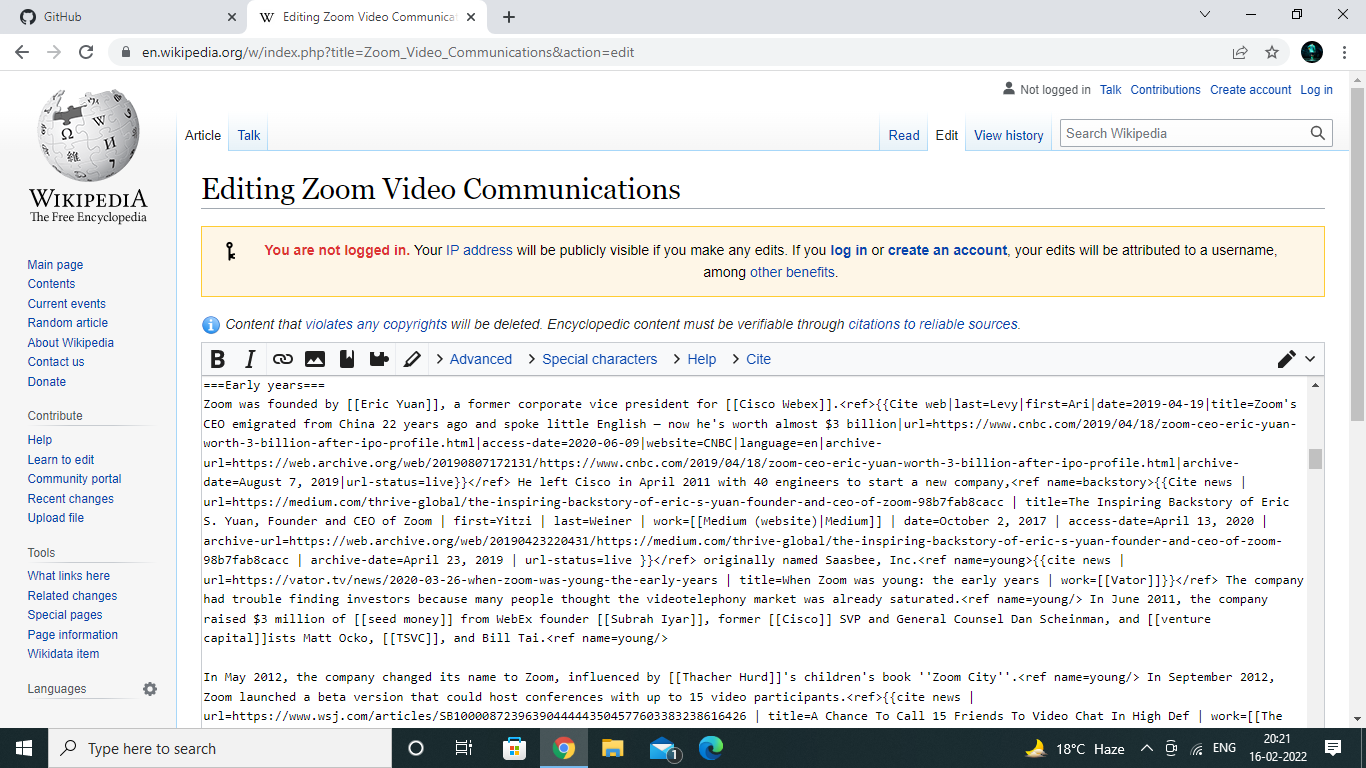 GitHub
Editing Zoom Video Communica
en.wikipedia.org/w/index.php?title=Zoom_Video_Communications&action=edit
Not logged in Talk Contributions Create account Log in
Article Talk Read Edit View history Search Wikipedia
WIKIPEDIA
The Free Encyclopedia
Main page
Contents
Current events
Random article
About Wikipedia
Contact us
Donate
Contribute
Help
Learn to edit
Community portal
Recent changes
Upload file
Tools
What links here
Related changes
Special pages
Page information
Wikidata item
Languages
Editing Zoom Video Communications
You are not logged in. Your IP address will be publicly visible if you make any edits. If you log in or create an account, your edits will be attributed to a username,
among other benefits.
Content that violates any copyrights will be deleted. Encyclopedic content must be verifiable through citations to reliable sources.
B I Advanced Special characters Help Cite
===Early years===
Zoom was founded by [[Eric Yuan]], a former corporate vice president for [[Cisco Webex]].<ref>{{Cite web|last=Levy|first=Ari|date=2019-04-19|title=Zoom's
CEO emigrated from China 22 years ago and spoke little English — now he's worth almost $3 billion|url=https://www.cnbc.com/2019/04/18/zoom-ceo-eric-yuan-
worth-3-billion-after-ipo-profile.html|access-date=2020-06-09|website=CNBC|language=en|archive-
url=https://web.archive.org/web/20190807172131/https://www.cnbc.com/2019/04/18/zoom-ceo-eric-yuan-worth-3-billion-after-ipo-profile.html|archive-
date=August 7, 2019|url-status=live}}</ref> He left Cisco in April 2011 with 40 engineers to start a new company,<ref name=backstory>{{Cite news |
url=https://medium.com/thrive-global/the-inspiring-backstory-of-eric-s-yuan-founder-and-ceo-of-zoom-98b7fab8cacc | title=The Inspiring Backstory of Eric
S. Yuan, Founder and CEO of Zoom | first=Yitzi | last=Weiner | work=[[Medium (website)|Medium]] | date=October 2, 2017 | access-date=April 13, 2020 |
archive-url=https://web.archive.org/web/20190423220431/https://medium.com/thrive-global/the-inspiring-backstory-of-eric-s-yuan-founder-and-ceo-of-zoom-
98b7fab8cacc | archive-date=April 23, 2019 | url-status=live }}</ref> originally named Saasbee, Inc.<ref name=young>{{cite news |
url=https://vator.tv/news/2020-03-26-when-zoom-was-young-the-early-years | title=When Zoom was young: the early years | work=[[Vator]]}}</ref> The company
had trouble finding investors because many people thought the videotelephony market was already saturated.<ref name=young/> In June 2011, the company
raised $3 million of [[seed money]] from WebEx founder [[Subrah Iyar]], former [[Cisco]] SVP and General Counsel Dan Scheinman, and [[venture
capital]]ists Matt Ocko, [[TSVC]], and Bill Tai.<ref name=young/>
In May 2012, the company changed its name to Zoom, influenced by [[Thacher Hurd]]'s children's book ''Zoom City''.<ref name=young/> In September 2012,
Zoom launched a beta version that could host conferences with up to 15 video participants.<ref>{{cite news |
url=https://www.wsj.com/articles/SB10000872396390444443504577603383238616426 | title=A Chance To Call 15 Friends To Video Chat In High Def | work=[[The
Type here to search
1
18°C Haze
ENG
20:21
16-02-2022